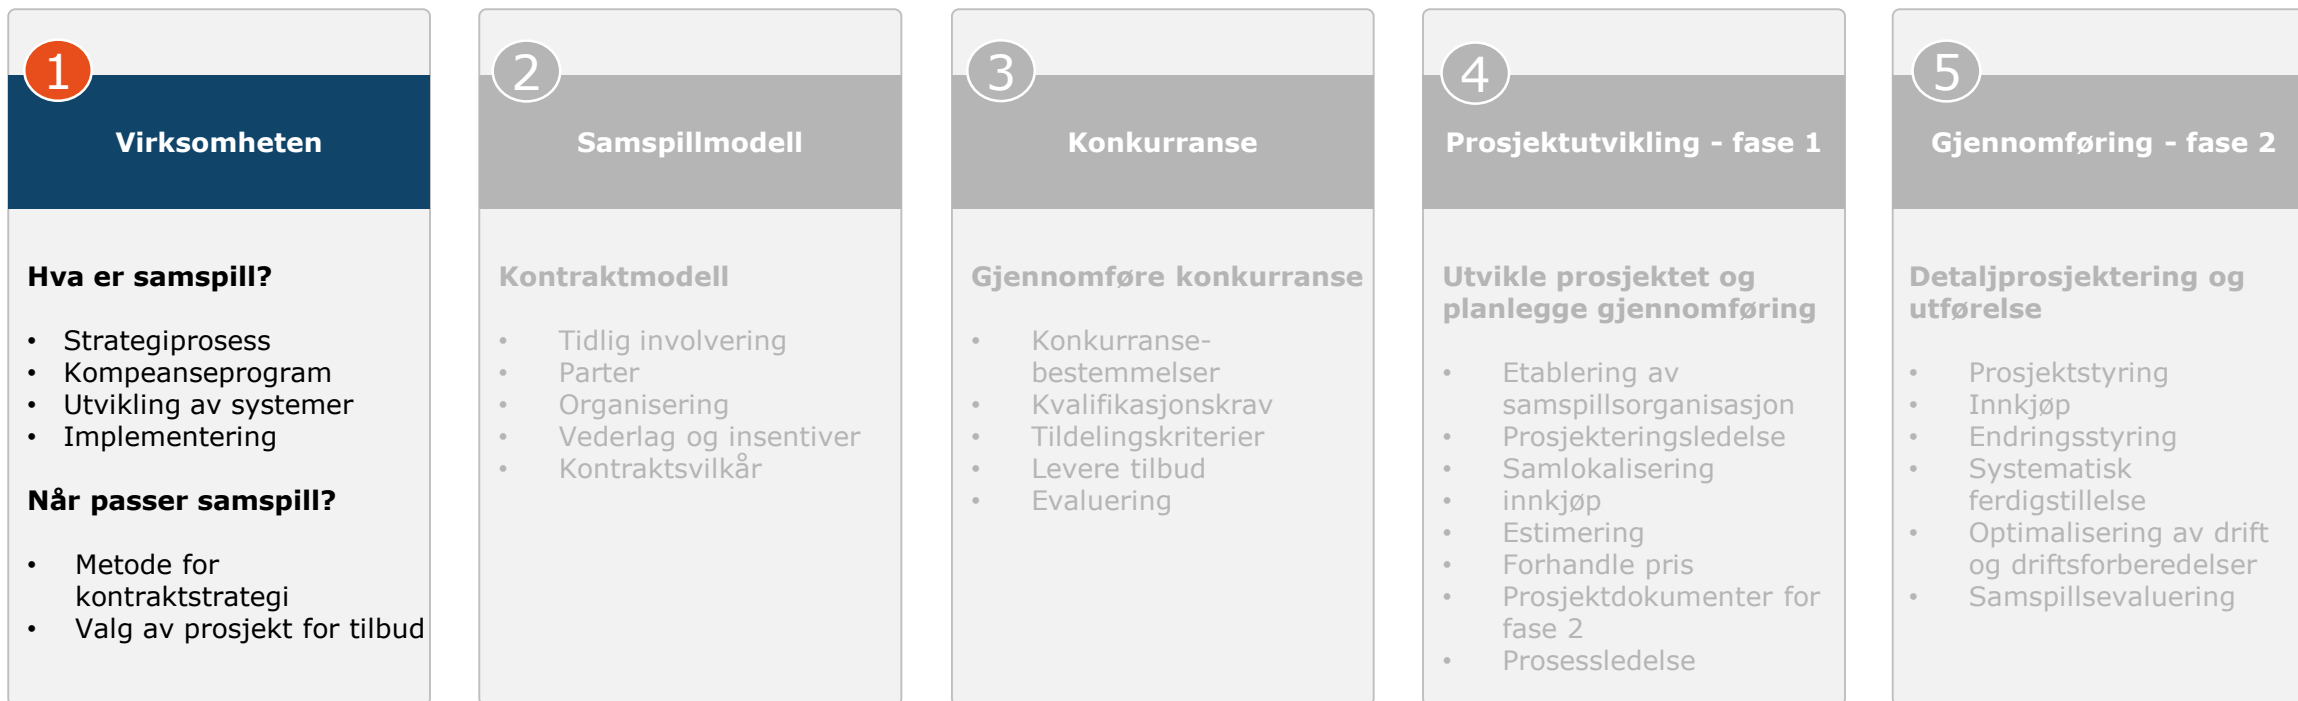 1
Virksomheten
Hva er samspill?
• Strategiprosess
• Kompeanseprogram
• Utvikling av systemer
• Implementering
Når passer samspill?
• Metode for
kontraktstrategi
• Valg av prosjekt for tilbud
2
Samspillmodell
Kontraktmodell
• Tidlig involvering
• Parter
• Organisering
• Vederlag og insentiver
• Kontraktsvilkår
3
Konkurranse
Gjennomføre konkurranse
• Konkurranse-
bestemmelser
• Kvalifikasjonskrav
• Tildelingskriterier
• Levere tilbud
• Evaluering
4
Prosjektutvikling - fase 1
Utvikle prosjektet og
planlegge gjennomføring
• Etablering av
samspillsorganisasjon
• Prosjekteringsledelse
• Samlokalisering
• innkjøp
• Estimering
• Forhandle pris
• Prosjektdokumenter for
fase 2
• Prosessledelse
5
Gjennomføring - fase 2
Detaljprosjektering og
utførelse
• Prosjektstyring
• Innkjøp
• Endringsstyring
• Systematisk
ferdigstillelse
• Optimalisering av drift
og driftsforberedelser
• Samspillsevaluering